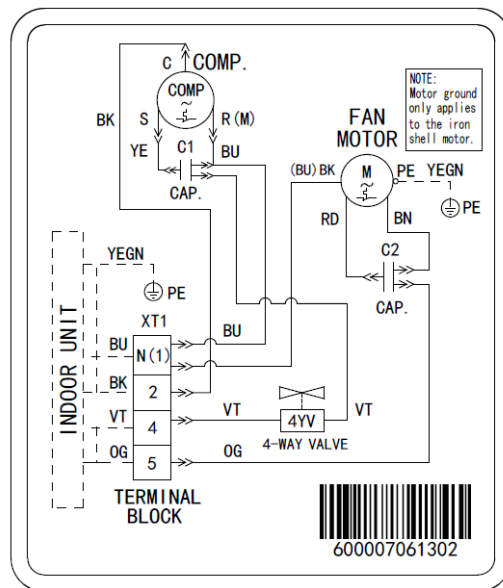 C COMP.
COMP
S
R(M)
BK
YE
C1
BU
CAP.
NOTE:
Motor ground
only applies
to the iron
shell motor.
FAN
MOTOR
(BU)BK
M
PE
YEGN
PE
RD
BN
C2
CAP.
YEGN
PE
XT1
INDOOR UNIT
BU
N(1)
BU
BK
2
VT
4
VT
4YV
VT
4-WAY VALVE
OG
5
OG
TERMINAL
BLOCK
600007061302